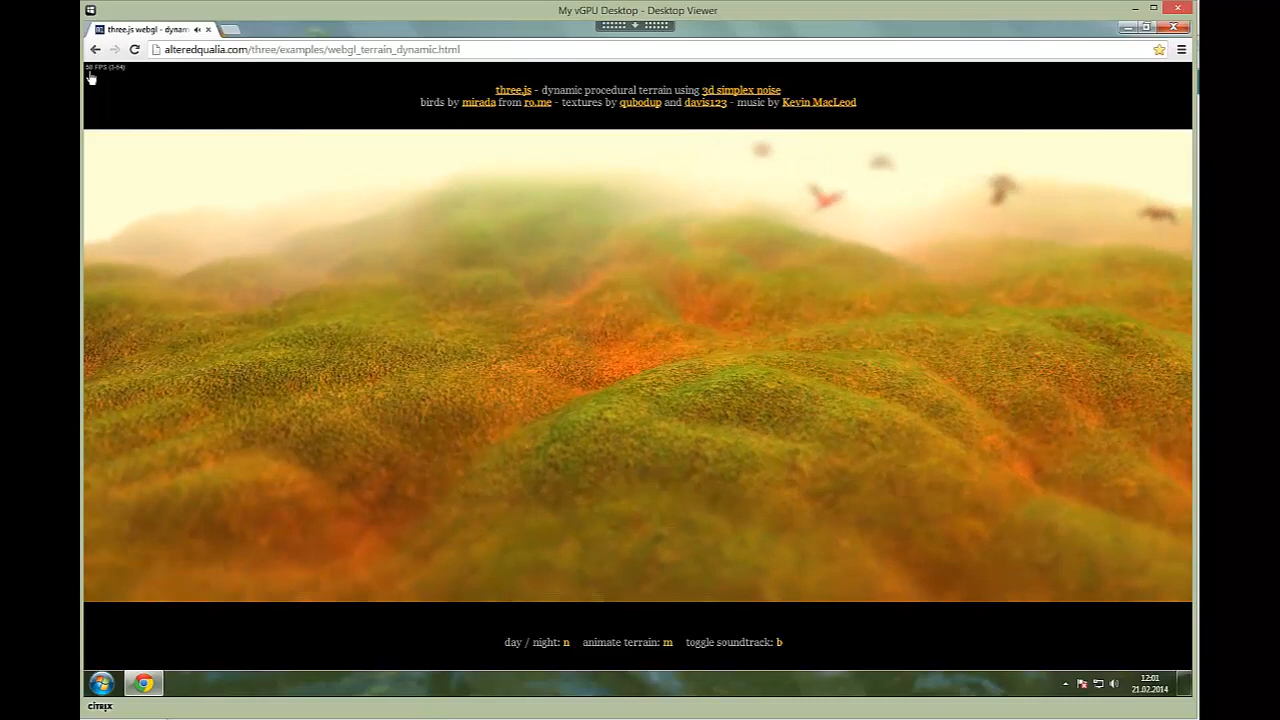 My vGPU Desktop - Desktop Viewer
three.js webgl - dynam
alteredqualia.com/three/examples/webgl_terrain_dynamic.html
three.js - dynamic procedural terrain using 3d simplex noise
birds by mirada from ro.me - textures by qubodup and davis123 - music by Kevin MacLeod
day / night: n animate terrain: m toggle soundtrack: b
12:01
21.02.2014
CITRIX